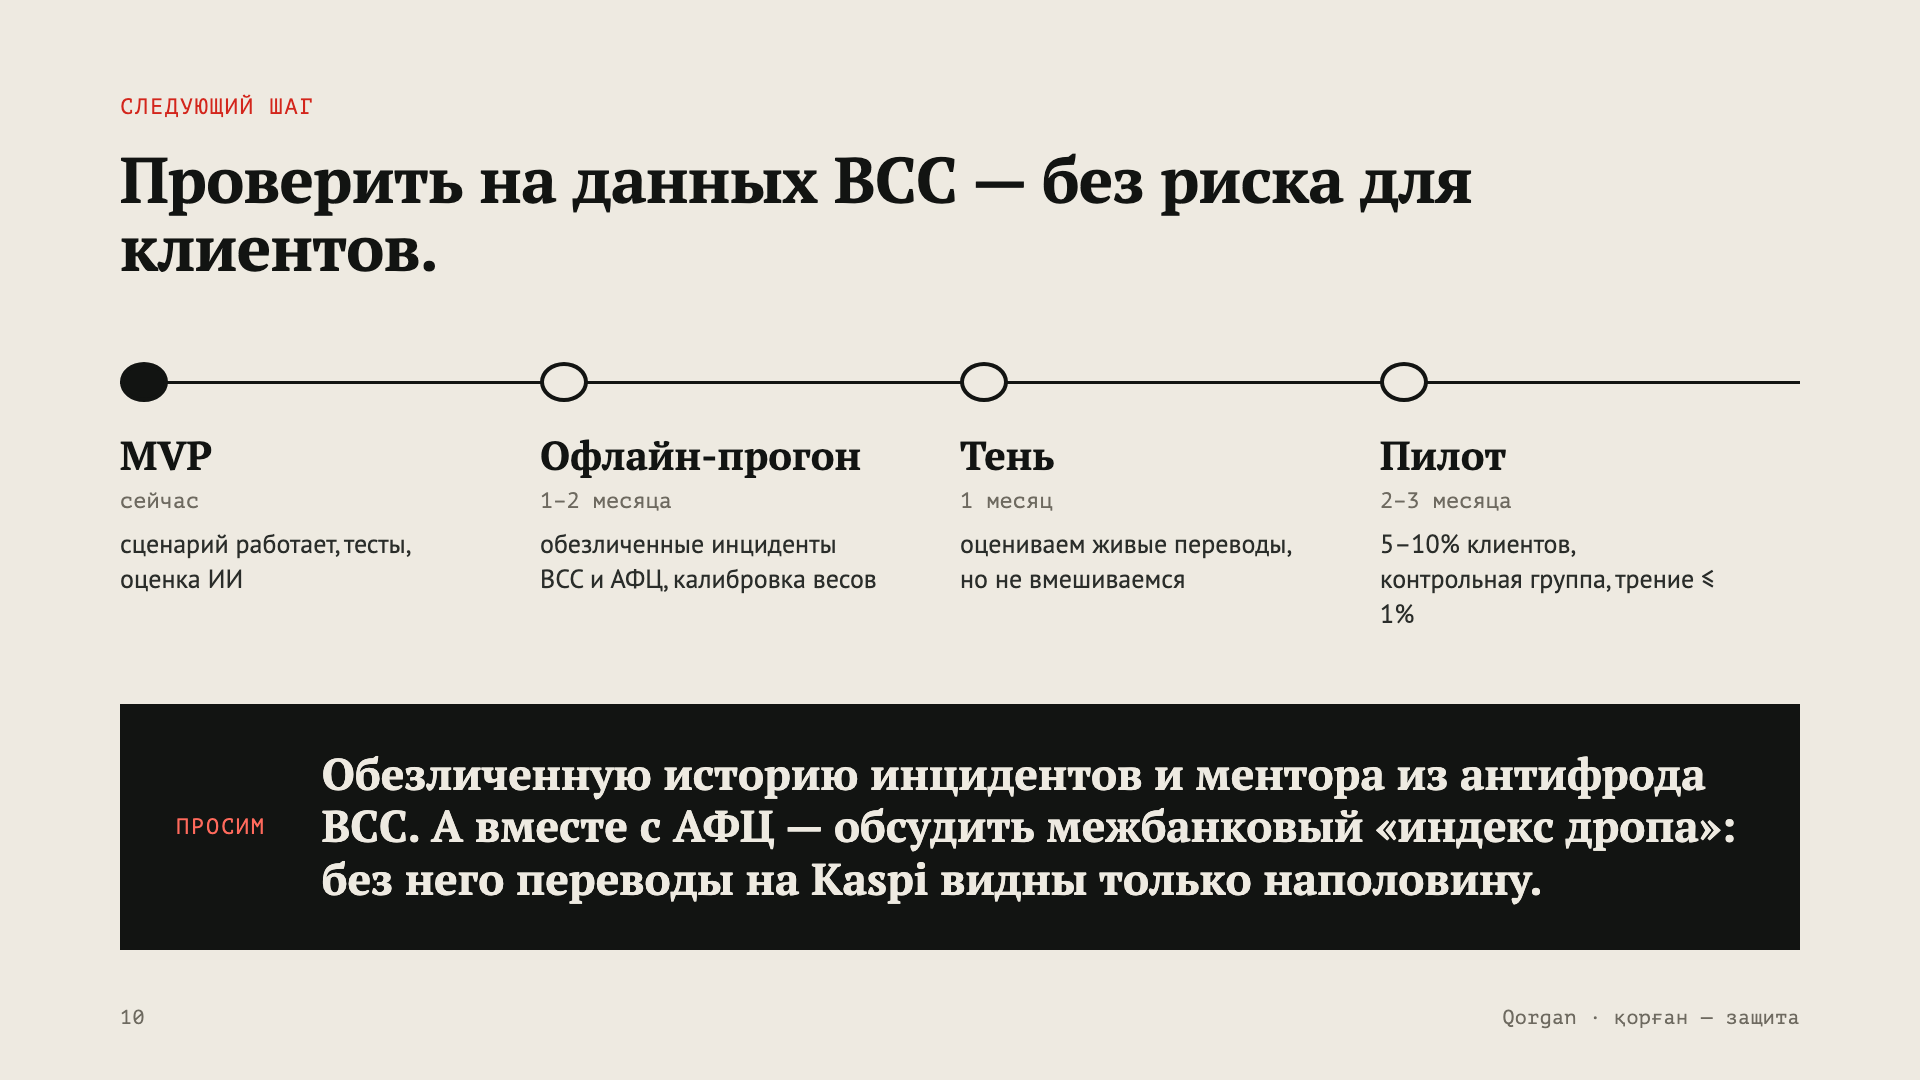 СЛЕДУЮЩИЙ ШАГ
Проверить на данных BCC — без риска для
клиентов.
MVP
сейчас
сценарий работает, тесты,
оценка ИИ
Офлайн-прогон
1–2 месяца
обезличенные инциденты
BCC и АФЦ, калибровка весов
Тень
1 месяц
оцениваем живые переводы,
но не вмешиваемся
Пилот
2–3 месяца
5–10% клиентов,
контрольная группа, трение ⩽
1%
ПРОСИМ
Обезличенную историю инцидентов и ментора из антифрода
BCC. А вместе с АФЦ — обсудить межбанковый «индекс дропа»:
без него переводы на Kaspi видны только наполовину.
10
Qorgan · қорған — защита